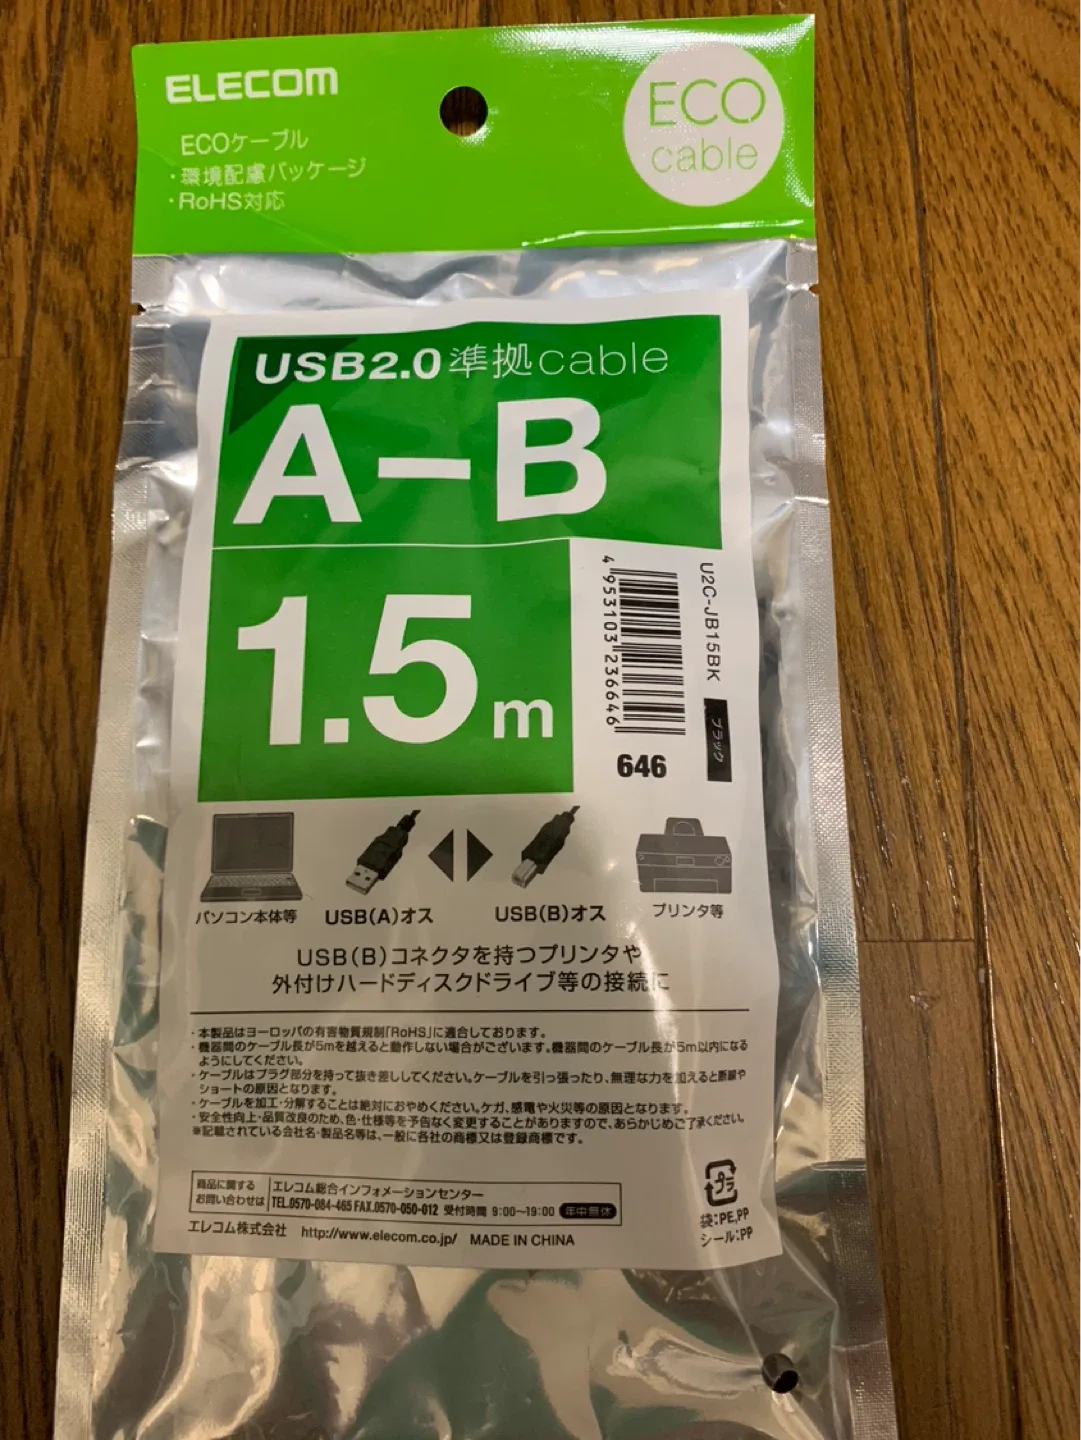 ELECOM
ECOケーブル
・環境配慮パッケージ
・RoHS対応
ECO
cable
USB2.0準拠cable
A–B
1.5m
4953103236646
646
U2C-JB15BK
ブラック
パソコン本体等
USB(A)オス
USB(B)オス
プリンタ等
USB(B)コネクタを持つプリンタや
外付けハードディスクドライブ等の接続に
・本製品はヨーロッパの有害物質規制「RoHS」に適合しております。
・機器間のケーブル長が5mを越えると動作しない場合がございます。機器間のケーブル長が5m以内になる
ようにしてください。
・ケーブルはプラグ部分を持って抜き差ししてください。ケーブルを引っ張ったり、無理な力を加えると断線や
ショートの原因となります。
・ケーブルを加工・分解することは絶対におやめください。ケガ、感電や火災等の原因となります。
・安全性向上・品質改良のため、色・仕様等を予告なく変更することがありますので、あらかじめご了承ください。
※記載されている会社名・製品名等は、一般に各社の商標又は登録商標です。
商品に関する
お問い合わせは
エレコム総合インフォメーションセンター
TEL.0570-084-465 FAX.0570-050-012 受付時間 9:00〜19:00 年中無休
エレコム株式会社 http://www.elecom.co.jp/ MADE IN CHINA
プラ
袋:PE,PP
シール:PP